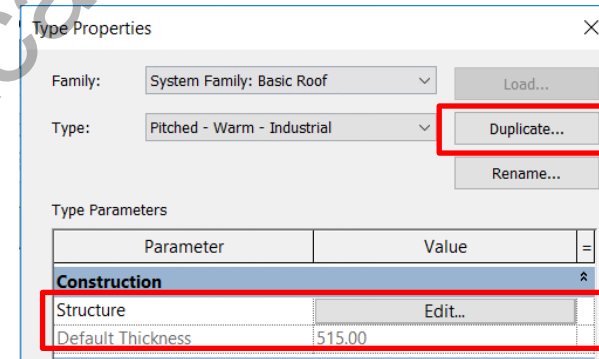 Type Properties
Family: System Family: Basic Roof Load...
Type: Pitched - Warm - Industrial Duplicate...
Rename...
Type Parameters
Parameter Value =
Construction
Structure Edit...
Default Thickness 515.00